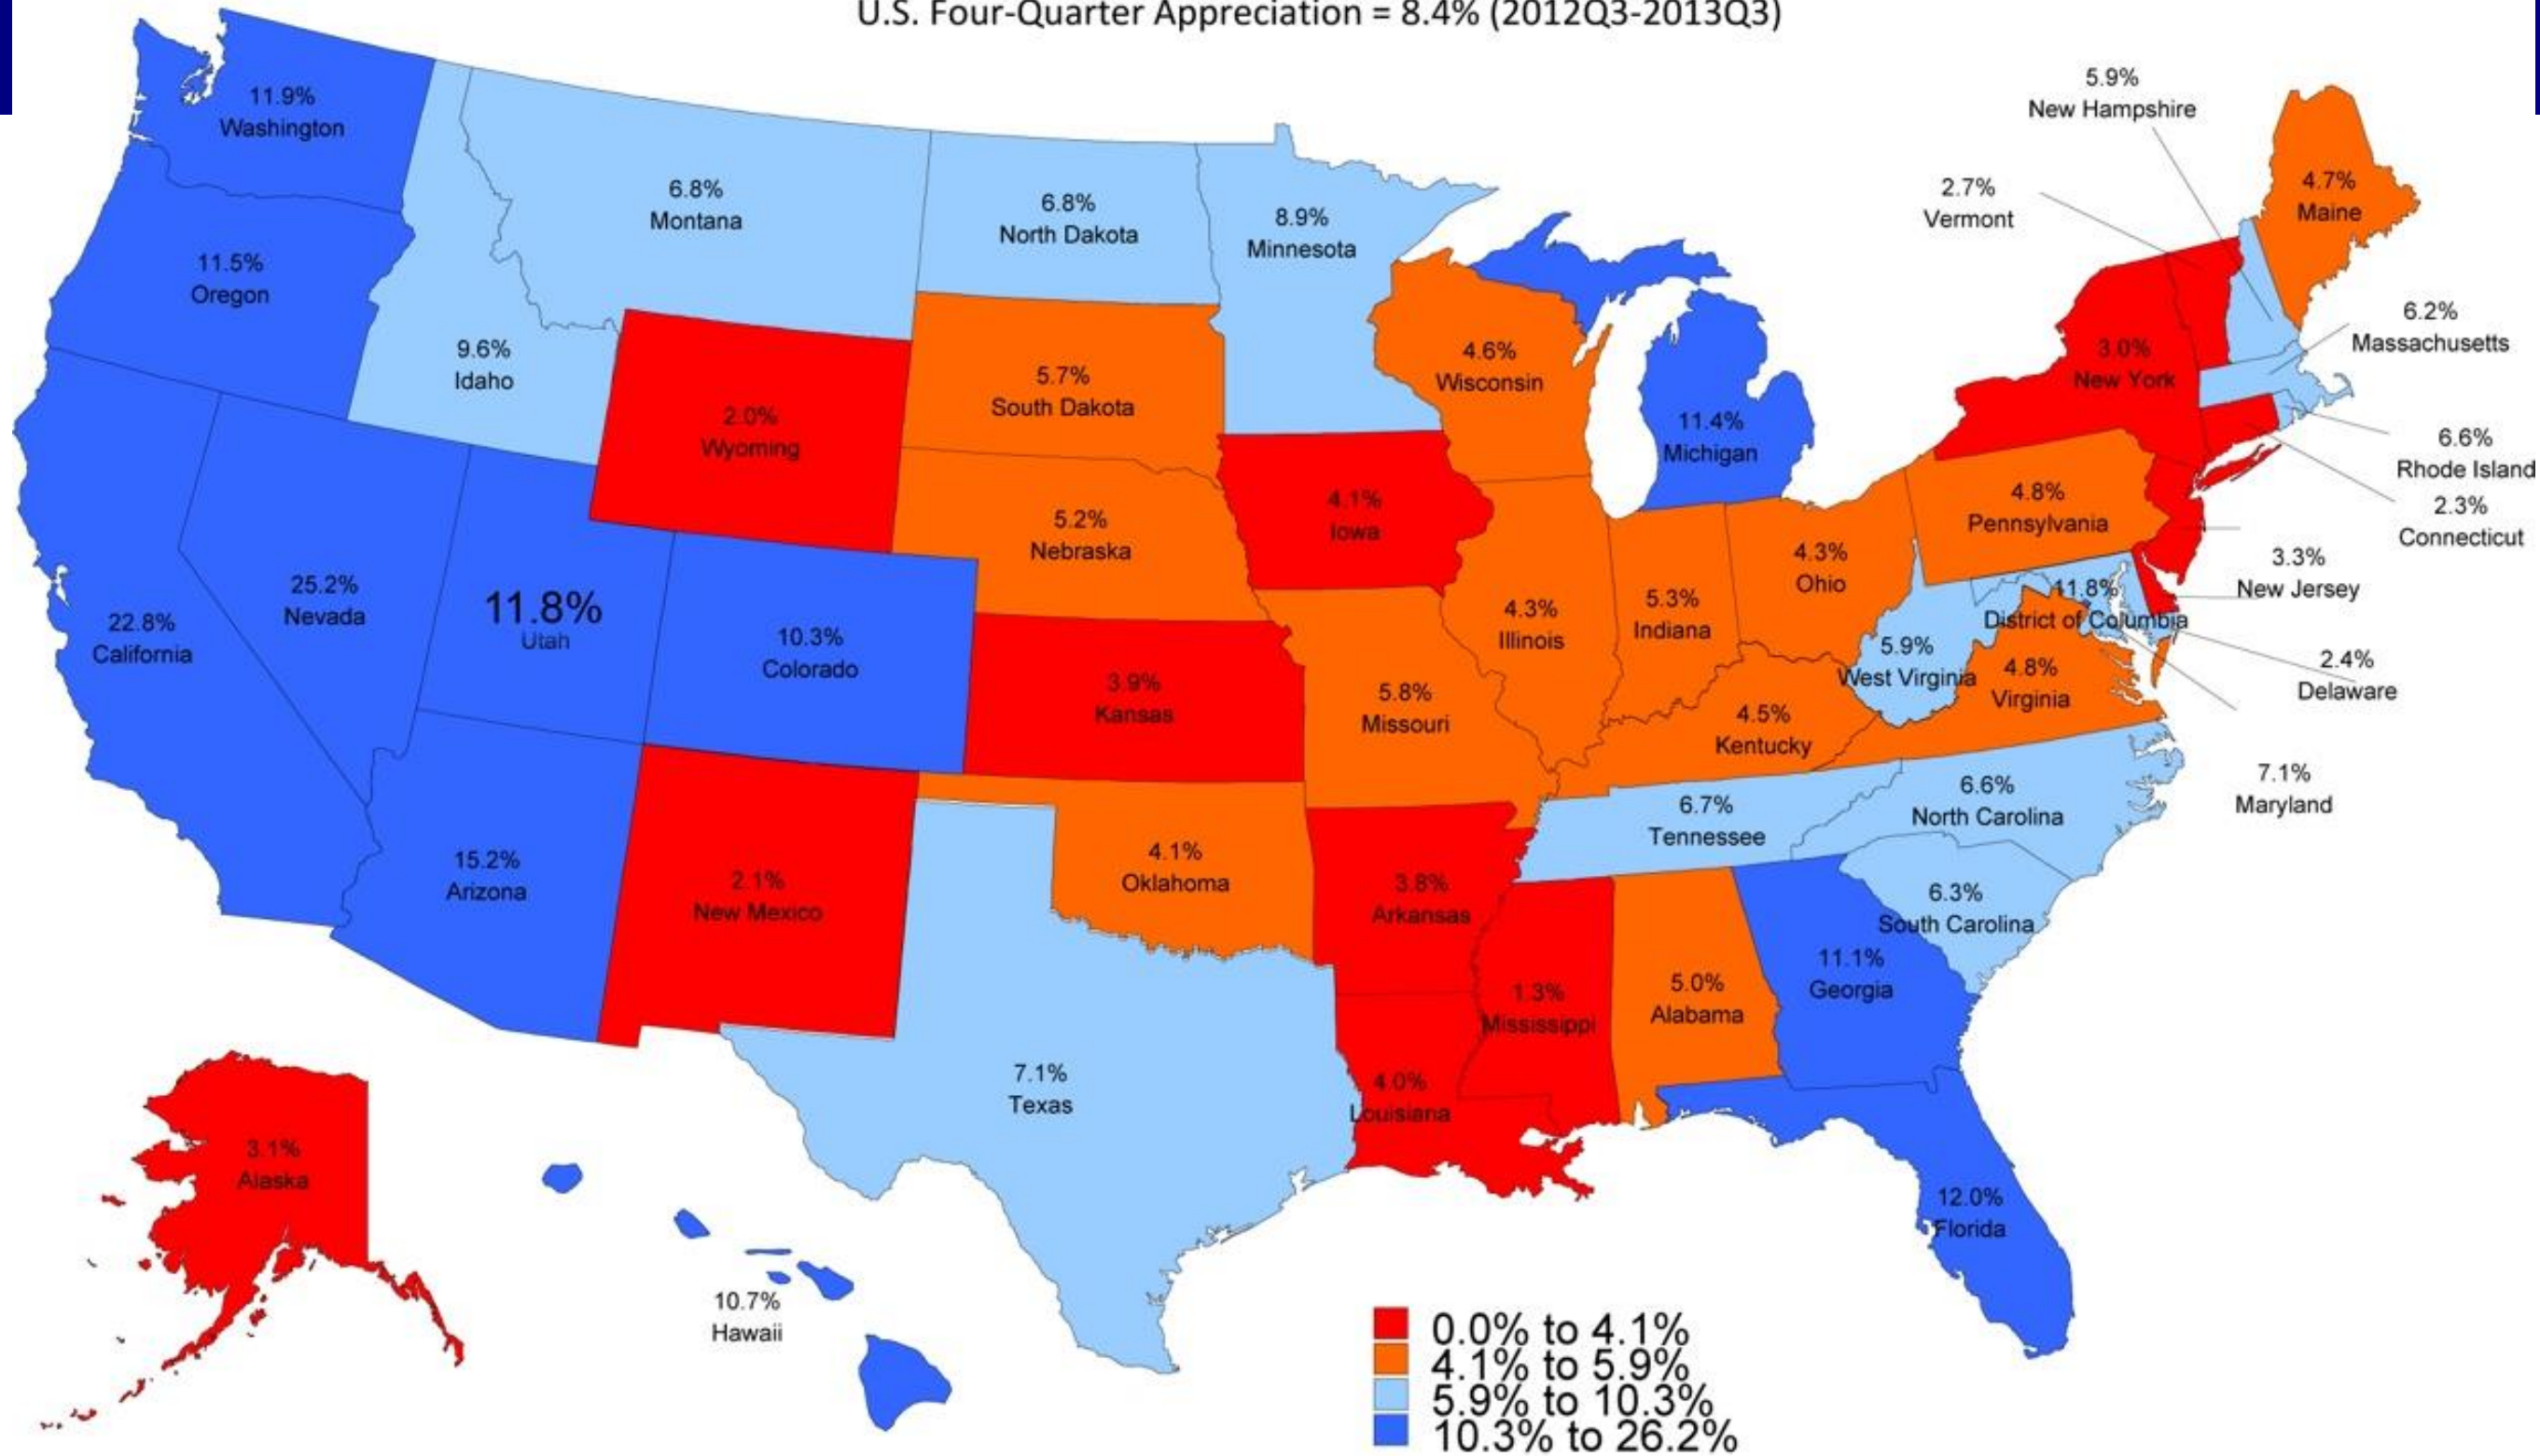 U.S. Four-Quarter Appreciation = 8.4% (2012Q3-2013Q3)
11.9%
Washington
11.5%
Oregon
22.8%
California
25.2%
Nevada
9.6%
Idaho
6.8%
Montana
2.0%
Wyoming
11.8%
Utah
10.3%
Colorado
15.2%
Arizona
2.1%
New Mexico
6.8%
North Dakota
5.7%
South Dakota
5.2%
Nebraska
3.9%
Kansas
4.1%
Oklahoma
7.1%
Texas
8.9%
Minnesota
4.1%
Iowa
5.8%
Missouri
3.8%
Arkansas
4.0%
Louisiana
4.6%
Wisconsin
4.3%
Illinois
11.4%
Michigan
5.3%
Indiana
4.3%
Ohio
4.5%
Kentucky
6.7%
Tennessee
1.3%
Mississippi
5.0%
Alabama
11.1%
Georgia
12.0%
Florida
6.3%
South Carolina
6.6%
North Carolina
4.8%
Virginia
5.9%
West Virginia
11.8%
District of Columbia
4.8%
Pennsylvania
3.0%
New York
2.7%
Vermont
5.9%
New Hampshire
4.7%
Maine
6.2%
Massachusetts
6.6%
Rhode Island
2.3%
Connecticut
3.3%
New Jersey
2.4%
Delaware
7.1%
Maryland
3.1%
Alaska
10.7%
Hawaii
0.0% to 4.1%
4.1% to 5.9%
5.9% to 10.3%
10.3% to 26.2%